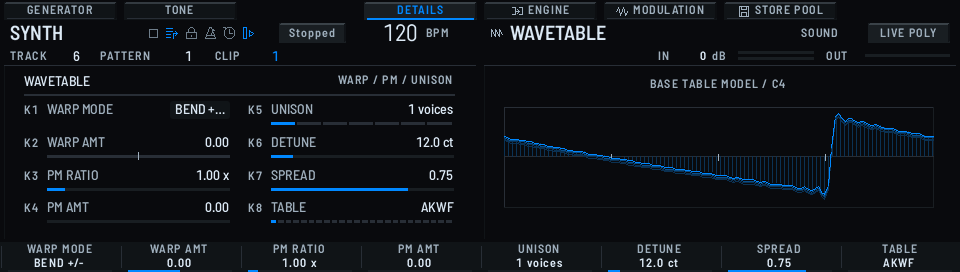 GENERATOR TONE DETAILS ENGINE MODULATION STORE POOL
SYNTH Stopped 120 BPM WAVETABLE SOUND LIVE POLY
TRACK 6 PATTERN 1 CLIP 1 IN 0 dB OUT
WAVETABLE WARP / PM / UNISON
K1 WARP MODE BEND +... K5 UNISON 1 voices
K2 WARP AMT 0.00 K6 DETUNE 12.0 ct
K3 PM RATIO 1.00 x K7 SPREAD 0.75
K4 PM AMT 0.00 K8 TABLE AKWF
BASE TABLE MODEL / C4
WARP MODE WARP AMT PM RATIO PM AMT UNISON DETUNE SPREAD TABLE
BEND +/- 0.00 1.00 x 0.00 1 voices 12.0 ct 0.75 AKWF